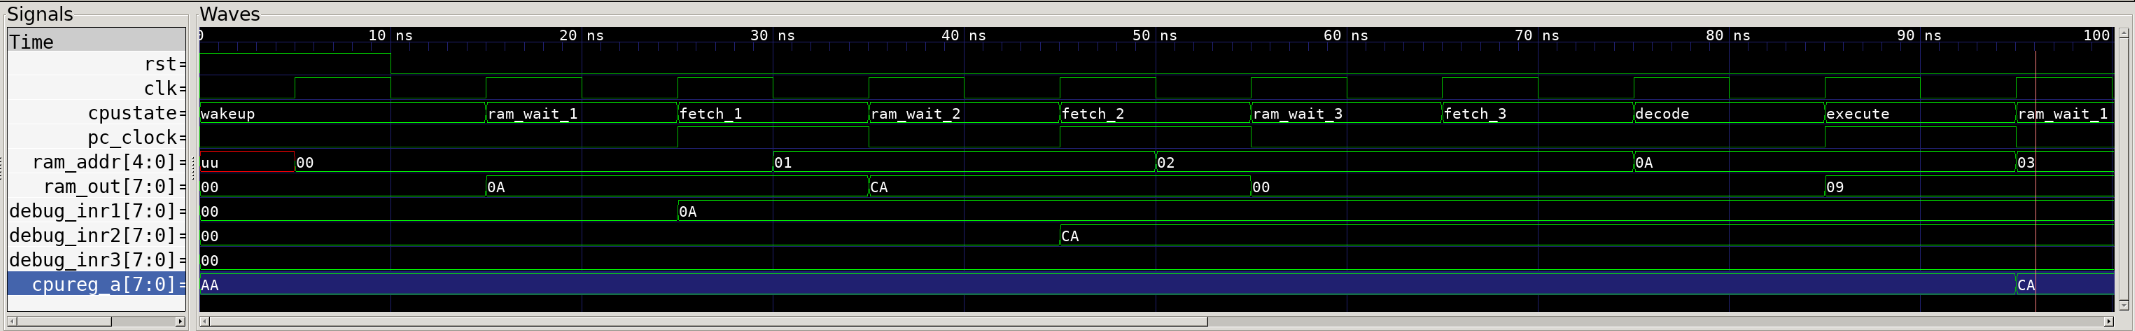 Signals Waves
Time 0 10 ns 20 ns 30 ns 40 ns 50 ns 60 ns 70 ns 80 ns 90 ns 100
rst=
clk=
cpustate= wakeup ram_wait_1 fetch_1 ram_wait_2 fetch_2 ram_wait_3 fetch_3 decode execute ram_wait_1
pc_clock=
ram_addr[4:0]= uu 00 01 02 0A 03
ram_out[7:0]= 00 0A CA 00 09
debug_inr1[7:0]= 00 0A
debug_inr2[7:0]= 00 CA
debug_inr3[7:0]= 00
cpureg_a[7:0]= AA CA